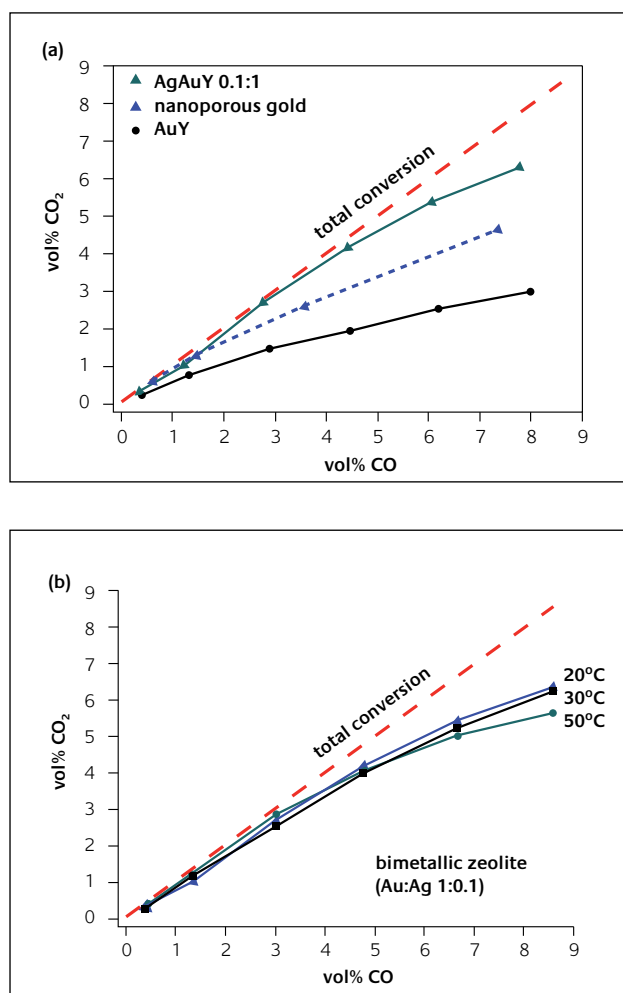 (a)
9
8
7
6
5
4
3
2
1
0
vol% CO₂
AgAuY 0.1:1
nanoporous gold
AuY
total conversion
0 1 2 3 4 5 6 7 8 9
vol% CO
(b)
9
8
7
6
5
4
3
2
1
0
vol% CO₂
total conversion
20ºC
30ºC
50ºC
bimetallic zeolite
(Au:Ag 1:0.1)
0 1 2 3 4 5 6 7 8 9
vol% CO